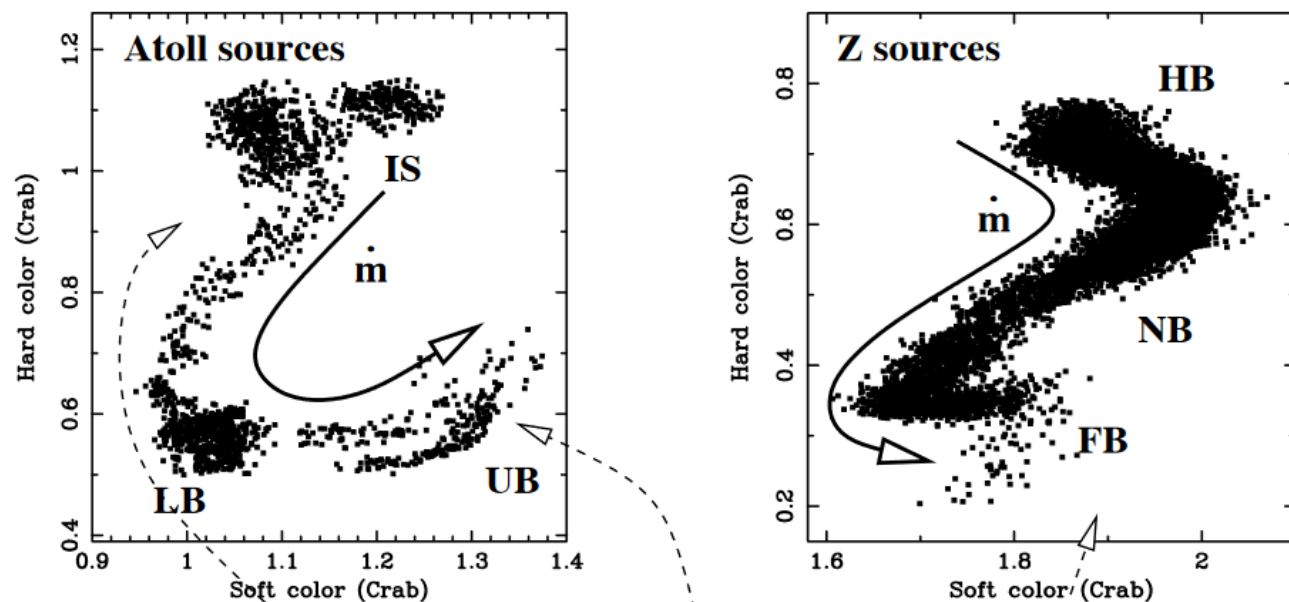 Atoll sources
IS
ṁ
LB
UB
Hard color (Crab)
0.4
0.6
0.8
1
1.2
0.9
1
1.1
1.2
1.3
1.4
Soft color (Crab)
Z sources
HB
ṁ
NB
FB
Hard color (Crab)
0.2
0.4
0.6
0.8
1.6
1.8
2
Soft color (Crab)